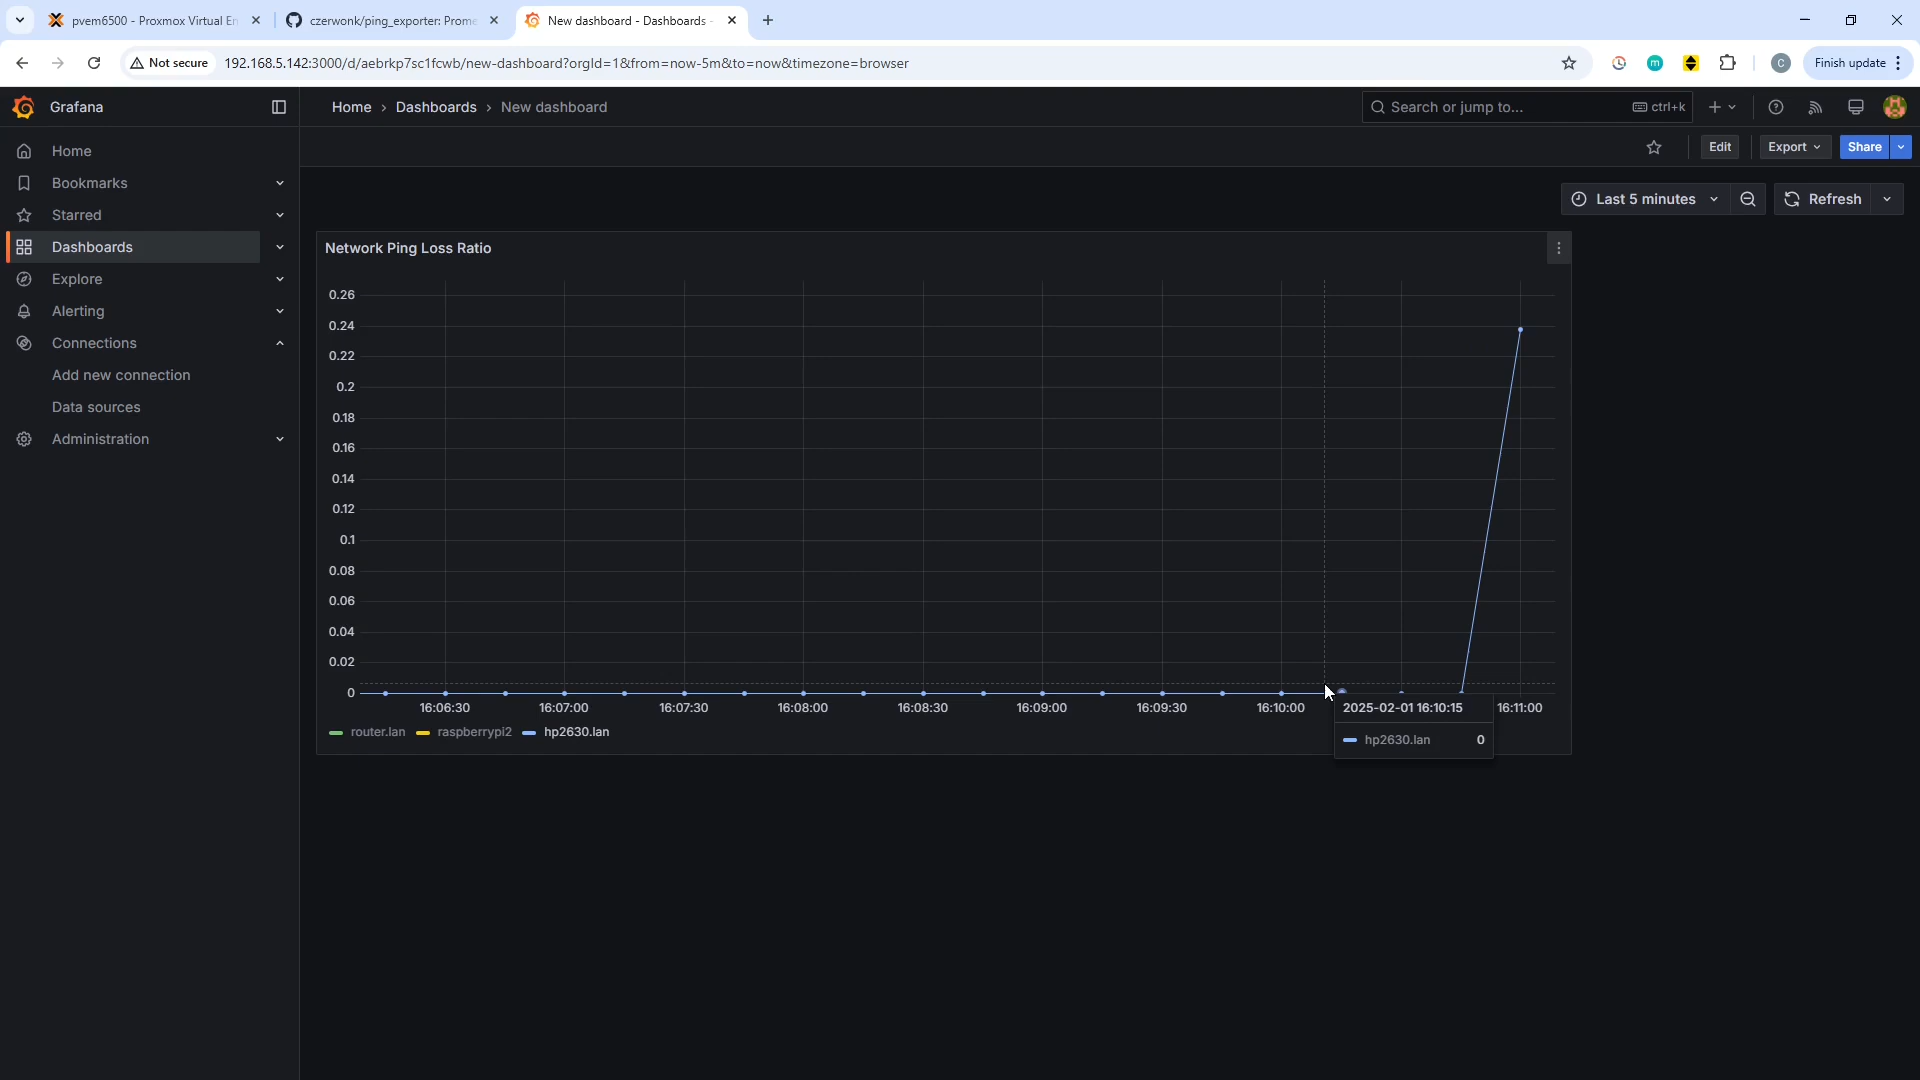 pvem6500 - Proxmox Virtual En
czerwonk/ping_exporter: Prome
New dashboard - Dashboards -
Not secure
192.168.5.142:3000/d/aebrkp7sc1fcwb/new-dashboard?orgId=1&from=now-5m&to=now&timezone=browser
m
C
Finish update
Grafana
Home › Dashboards › New dashboard
Search or jump to...
ctrl+k
Home
Bookmarks
Starred
Dashboards
Explore
Alerting
Connections
Add new connection
Data sources
Administration
Edit
Export
Share
Last 5 minutes
Refresh
Network Ping Loss Ratio
0.26
0.24
0.22
0.2
0.18
0.16
0.14
0.12
0.1
0.08
0.06
0.04
0.02
0
16:06:30 16:07:00 16:07:30 16:08:00 16:08:30 16:09:00 16:09:30 16:10:00 16:11:00
router.lan raspberrypi2 hp2630.lan
2025-02-01 16:10:15
hp2630.lan 0